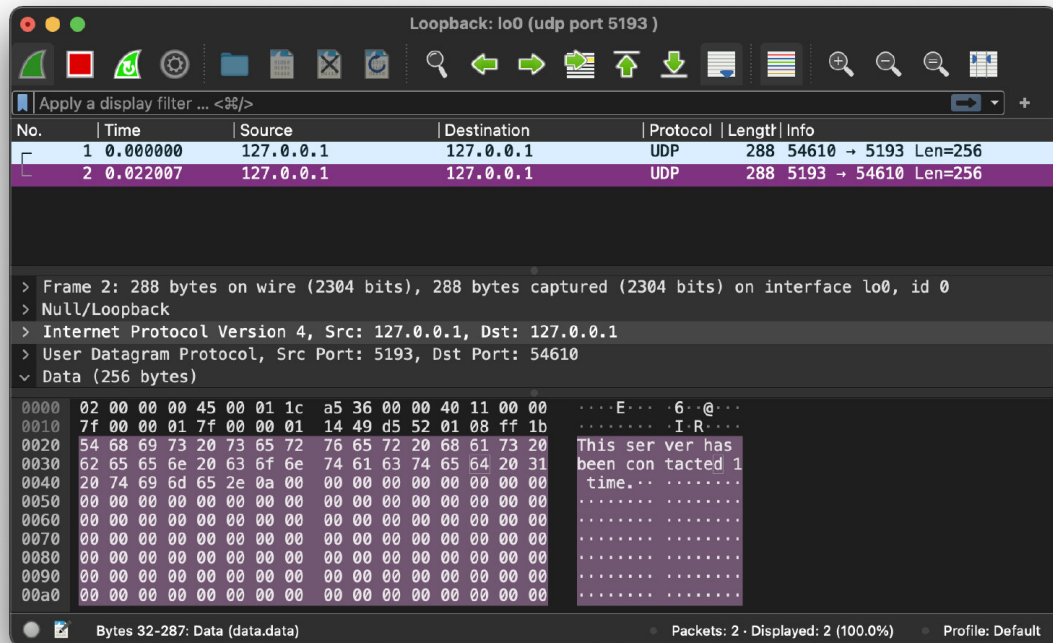 Loopback: lo0 (udp port 5193 )
Apply a display filter ... <⌘/>
No. Time Source Destination Protocol Length Info
1 0.000000 127.0.0.1 127.0.0.1 UDP 288 54610 → 5193 Len=256
2 0.022007 127.0.0.1 127.0.0.1 UDP 288 5193 → 54610 Len=256
> Frame 2: 288 bytes on wire (2304 bits), 288 bytes captured (2304 bits) on interface lo0, id 0
> Null/Loopback
> Internet Protocol Version 4, Src: 127.0.0.1, Dst: 127.0.0.1
> User Datagram Protocol, Src Port: 5193, Dst Port: 54610
Data (256 bytes)
0000 02 00 00 00 45 00 01 1c a5 36 00 00 40 11 00 00 ····E··· ·6··@···
0010 7f 00 00 01 7f 00 00 01 14 49 d5 52 01 08 ff 1b ········ ·I·R····
0020 54 68 69 73 20 73 65 72 76 65 72 20 68 61 73 20 This ser ver has
0030 62 65 65 6e 20 63 6f 6e 74 61 63 74 65 64 20 31 been con tacted 1
0040 20 74 69 6d 65 2e 0a 00 00 00 00 00 00 00 00 00 time.·· ········
0050 00 00 00 00 00 00 00 00 00 00 00 00 00 00 00 00 ········ ········
0060 00 00 00 00 00 00 00 00 00 00 00 00 00 00 00 00 ········ ········
0070 00 00 00 00 00 00 00 00 00 00 00 00 00 00 00 00 ········ ········
0080 00 00 00 00 00 00 00 00 00 00 00 00 00 00 00 00 ········ ········
0090 00 00 00 00 00 00 00 00 00 00 00 00 00 00 00 00 ········ ········
00a0 00 00 00 00 00 00 00 00 00 00 00 00 00 00 00 00 ········ ········
Bytes 32-287: Data (data.data) Packets: 2 · Displayed: 2 (100.0%) Profile: Default